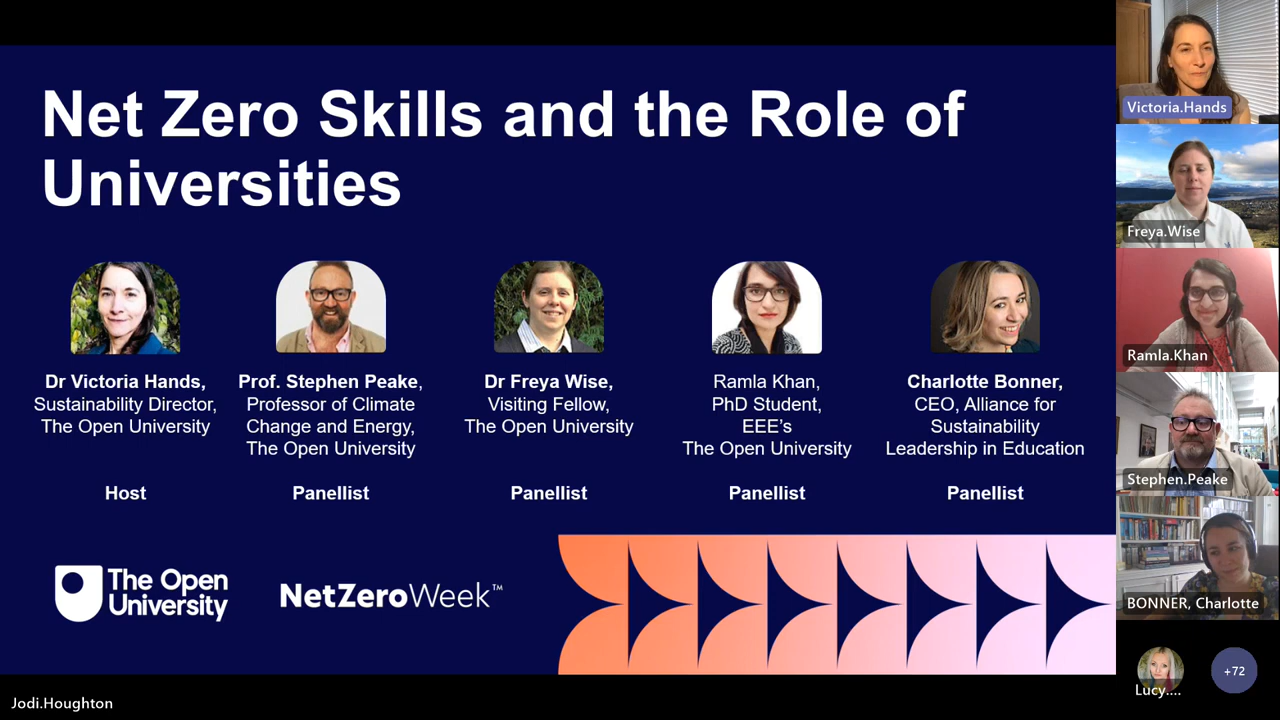 Net Zero Skills and the Role of
Universities
Dr Victoria Hands,
Sustainability Director,
The Open University
Host
Prof. Stephen Peake,
Professor of Climate
Change and Energy,
The Open University
Panellist
Dr Freya Wise,
Visiting Fellow,
The Open University
Panellist
Ramla Khan,
PhD Student,
EEE's
The Open University
Panellist
Charlotte Bonner,
CEO, Alliance for
Sustainability
Leadership in Education
Panellist
The Open
University
NetZeroWeek™
Jodi.Houghton
Victoria.Hands
Freya.Wise
Ramla.Khan
Stephen.Peake
BONNER, Charlotte
Lucy....
+72